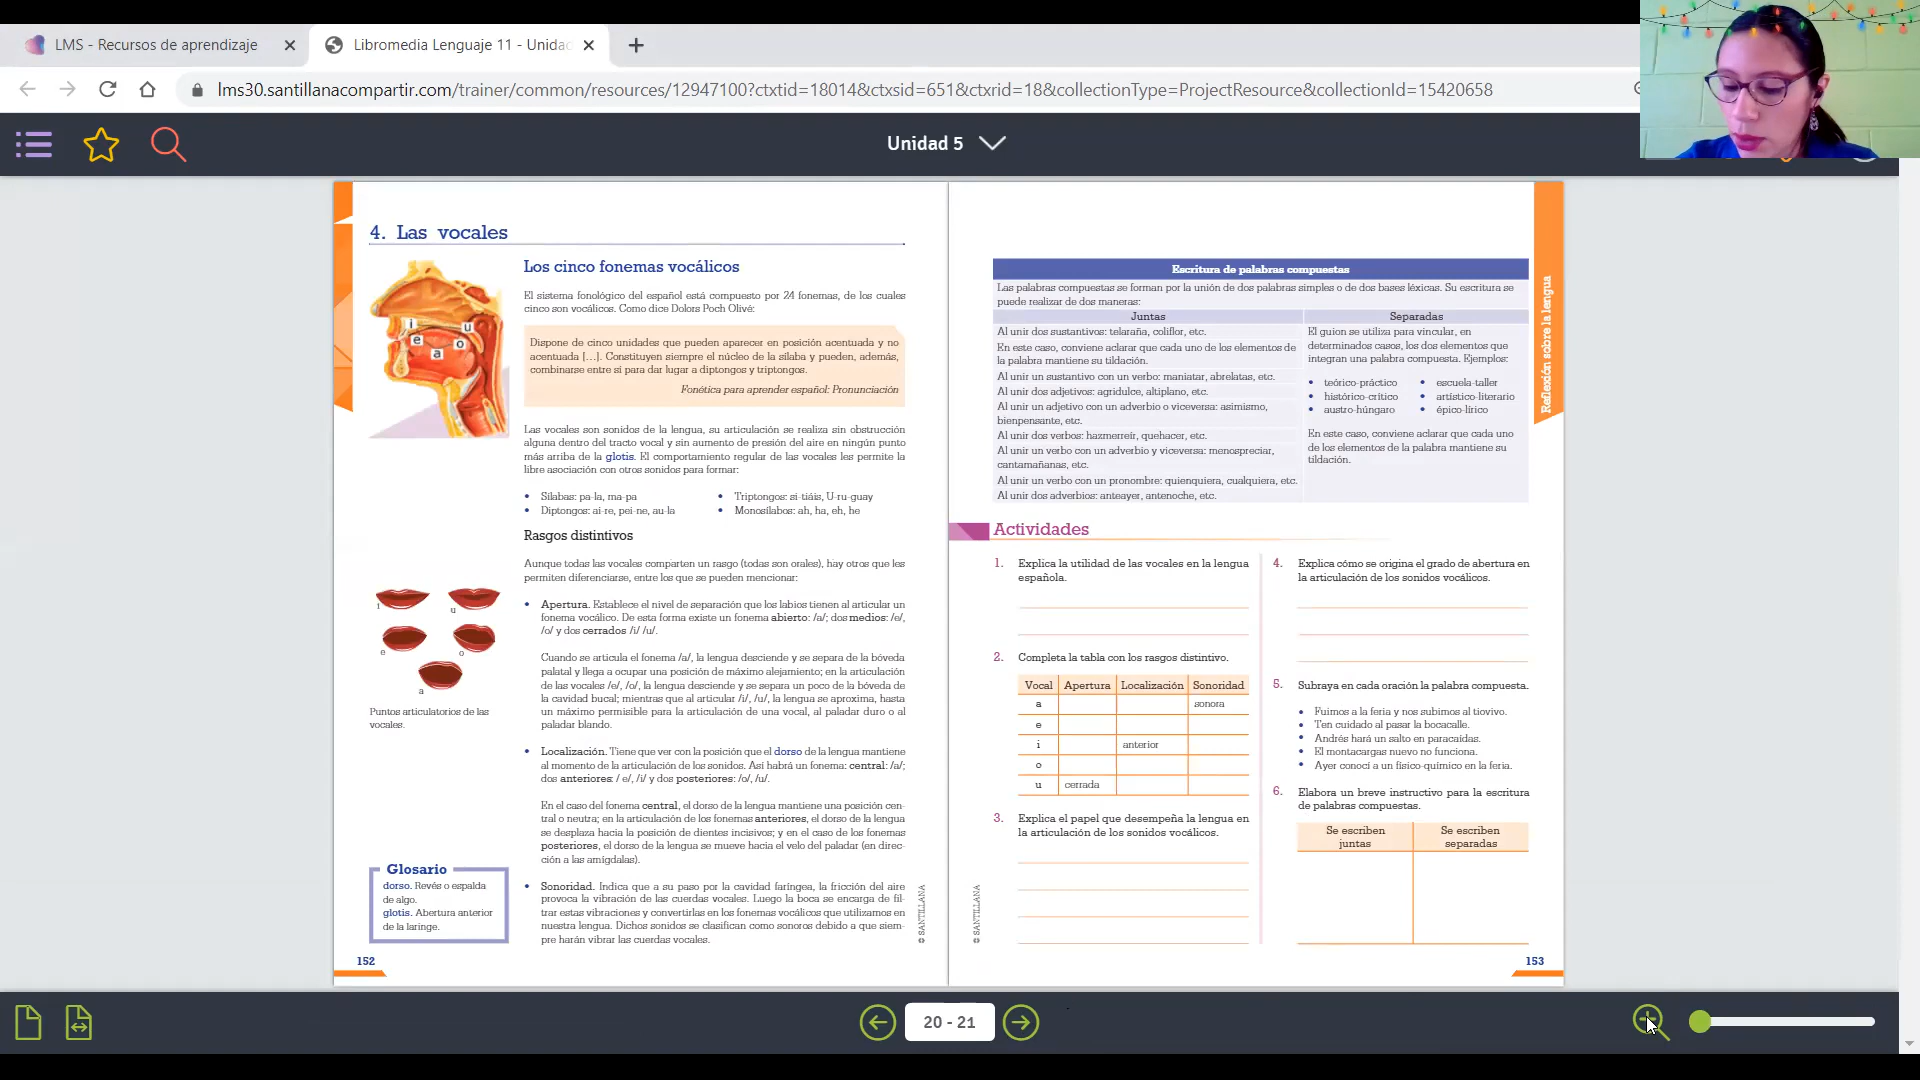 LMS - Recursos de aprendizaje
Libromedia Lenguaje 11 - Unida
lms30.santillanacompartir.com/trainer/common/resources/12947100?ctxtid=18014&ctxsid=651&ctxrid=18&collectionType=ProjectResource&collectionId=15420658
Unidad 5
4. Las vocales
i
u
e
o
a
Los cinco fonemas vocálicos
El sistema fonológico del español está compuesto por 24 fonemas, de los cuales
cinco son vocálicos. Como dice Dolors Poch Olivé:
Dispone de cinco unidades que pueden aparecer en posición acentuada y no
acentuada [...]. Constituyen siempre el núcleo de la sílaba y pueden, además,
combinarse entre sí para dar lugar a diptongos y triptongos.
Fonética para aprender español: Pronunciación
Las vocales son sonidos de la lengua, su articulación se realiza sin obstrucción
alguna dentro del tracto vocal y sin aumento de presión del aire en ningún punto
más arriba de la glotis. El comportamiento regular de las vocales les permite la
libre asociación con otros sonidos para formar:
• Sílabas: pa-la, ma-pa
• Diptongos: ai-re, pei-ne, au-la
• Triptongos: si-tiáis, U-ru-guay
• Monosílabos: ah, ha, eh, he
Rasgos distintivos
Aunque todas las vocales comparten un rasgo (todas son orales), hay otros que les
permiten diferenciarse, entre los que se pueden mencionar:
• Apertura. Establece el nivel de separación que los labios tienen al articular un
fonema vocálico. De esta forma existe un fonema abierto: /a/; dos medios: /e/,
/o/ y dos cerrados /i/ /u/.
Cuando se articula el fonema /a/, la lengua desciende y se separa de la bóveda
palatal y llega a ocupar una posición de máximo alejamiento; en la articulación
de las vocales /e/, /o/, la lengua desciende y se separa un poco de la bóveda de
la cavidad bucal; mientras que al articular /i/, /u/, la lengua se aproxima, hasta
un máximo permisible para la articulación de una vocal, al paladar duro o al
paladar blando.
• Localización. Tiene que ver con la posición que el dorso de la lengua mantiene
al momento de la articulación de los sonidos. Así habrá un fonema: central: /a/;
dos anteriores: / e/, /i/ y dos posteriores: /o/, /u/.
En el caso del fonema central, el dorso de la lengua mantiene una posición cen-
tral o neutra; en la articulación de los fonemas anteriores, el dorso de la lengua
se desplaza hacia la posición de dientes incisivos; y en el caso de los fonemas
posteriores, el dorso de la lengua se mueve hacia el velo del paladar (en direc-
ción a las amígdalas).
• Sonoridad. Indica que a su paso por la cavidad faríngea, la fricción del aire
provoca la vibración de las cuerdas vocales. Luego la boca se encarga de fil-
trar estas vibraciones y convertirlas en los fonemas vocálicos que utilizamos en
nuestra lengua. Dichos sonidos se clasifican como sonoros debido a que siem-
pre harán vibrar las cuerdas vocales.
i
u
e
o
a
Puntos articulatorios de las
vocales.
Glosario
dorso. Revés o espalda
de algo.
glotis. Abertura anterior
de la laringe.
© SANTILLANA
152
Escritura de palabras compuestas
Las palabras compuestas se forman por la unión de dos palabras simples o de dos bases léxicas. Su escritura se
puede realizar de dos maneras:
Juntas
Al unir dos sustantivos: telaraña, coliflor, etc.
En este caso, conviene aclarar que cada uno de los elementos de
la palabra mantiene su tildación.
Al unir un sustantivo con un verbo: maniatar, abrelatas, etc.
Al unir dos adjetivos: agridulce, altiplano, etc.
Al unir un adjetivo con un adverbio o viceversa: asimismo,
bienpensante, etc.
Al unir dos verbos: hazmerreír, quehacer, etc.
Al unir un verbo con un adverbio y viceversa: menospreciar,
cantamañanas, etc.
Al unir un verbo con un pronombre: quienquiera, cualquiera, etc.
Al unir dos adverbios: anteayer, antenoche, etc.
Separadas
El guion se utiliza para vincular, en
determinados casos, los dos elementos que
integran una palabra compuesta. Ejemplos:
• teórico-práctico
• histórico-crítico
• austro-húngaro
• escuela-taller
• artístico-literario
• épico-lírico
En este caso, conviene aclarar que cada uno
de los elementos de la palabra mantiene su
tildación.
Reflexión sobre la lengua
Actividades
1. Explica la utilidad de las vocales en la lengua
española.
2. Completa la tabla con los rasgos distintivo.
Vocal Apertura Localización Sonoridad
a sonora
e
i anterior
o
u cerrada
3. Explica el papel que desempeña la lengua en
la articulación de los sonidos vocálicos.
4. Explica cómo se origina el grado de abertura en
la articulación de los sonidos vocálicos.
5. Subraya en cada oración la palabra compuesta.
• Fuimos a la feria y nos subimos al tiovivo.
• Ten cuidado al pasar la bocacalle.
• Andrés hará un salto en paracaídas.
• El montacargas nuevo no funciona.
• Ayer conocí a un físico-químico en la feria.
6. Elabora un breve instructivo para la escritura
de palabras compuestas.
Se escriben
juntas
Se escriben
separadas
© SANTILLANA
153
20 - 21